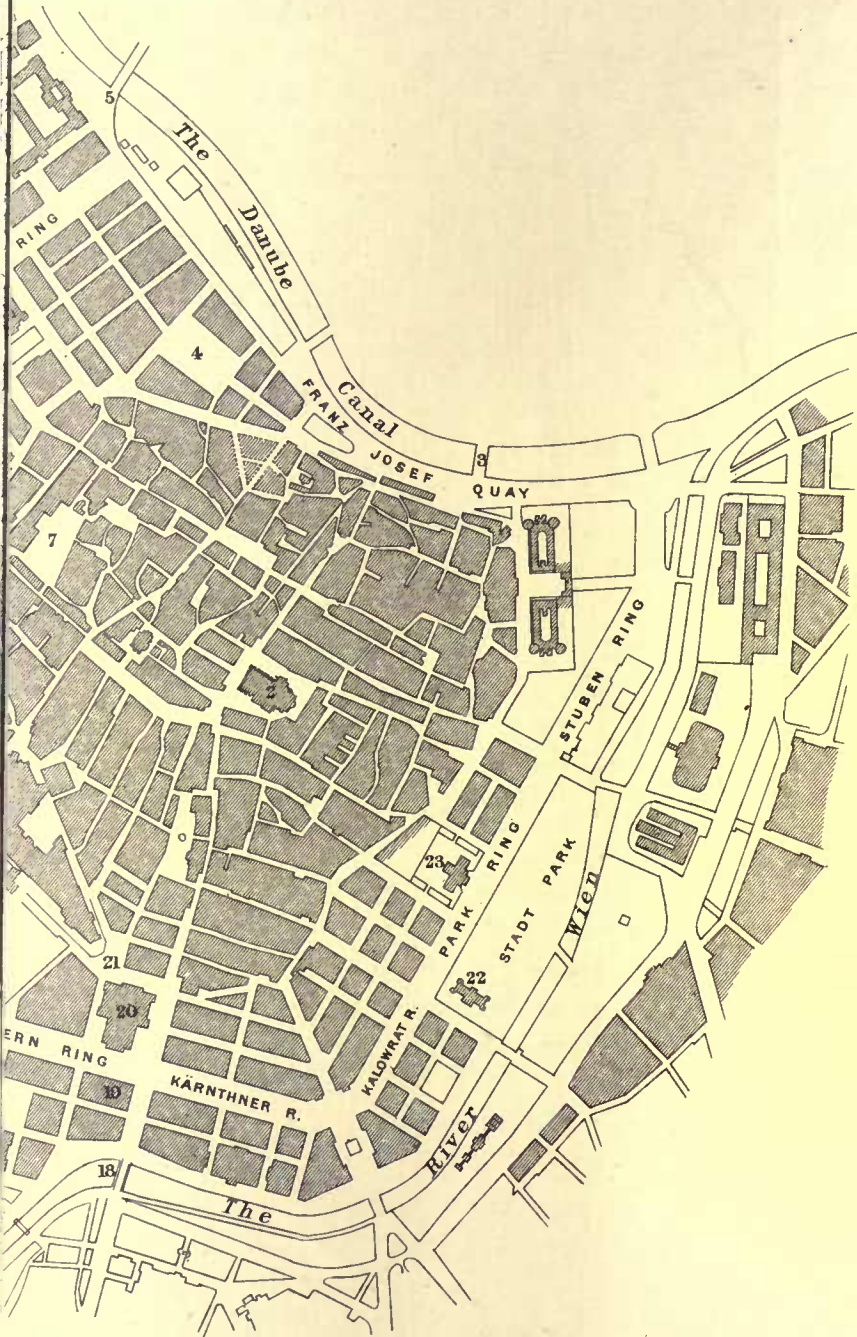 5
The
Danube
RING
4
FRANZ
Canal
3
JOSEF
QUAY
7
STUBEN RING
2
23
PARK RING
STADT PARK
Wien
21
22
20
ERN RING
KALOWRAT R.
19
KÄRNTHNER R.
River
18
The